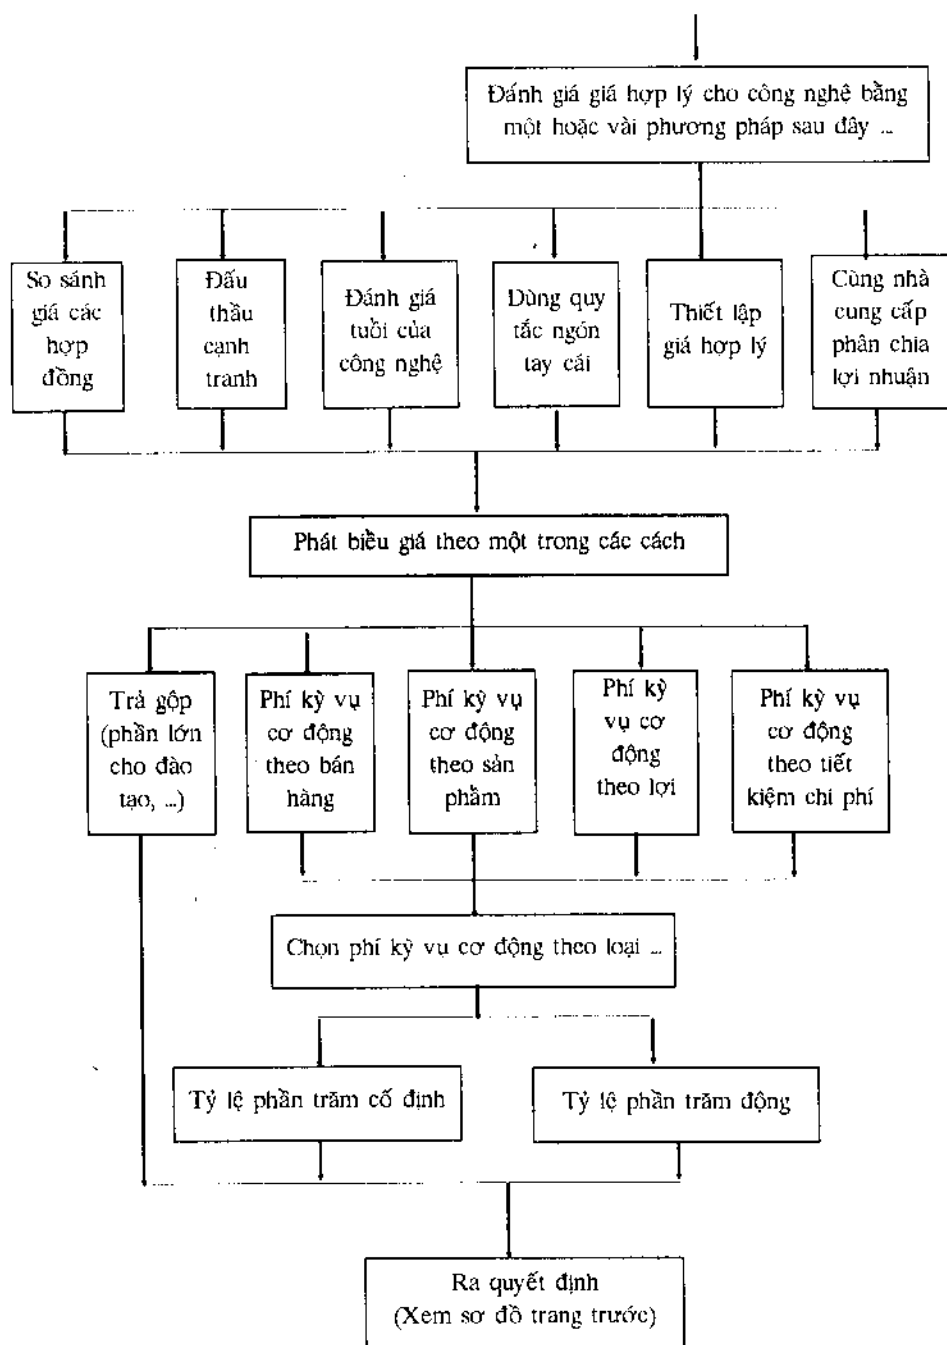 Đánh giá giá hợp lý cho công nghệ bằng
một hoặc vài phương pháp sau đây ...
So sánh
giá các
hợp
đồng
Đấu
thầu
cạnh
tranh
Đánh giá
tuổi của
công nghệ
Dùng quy
tắc ngón
tay cái
Thiết lập
giá hợp lý
Cùng nhà
cung cấp
phân chia
lợi nhuận
Phát biểu giá theo một trong các cách
Trả gộp
(phần lớn
cho đào
tạo, ...)
Phí kỳ vụ
cơ động
theo bán
hàng
Phí kỳ vụ
cơ động
theo sản
phẩm
Phí kỳ
vụ cơ
động
theo lợi
Phí kỳ vụ
cơ động
theo tiết
kiệm chi phí
Chọn phí kỳ vụ cơ động theo loại ...
Tỷ lệ phần trăm cố định
Tỷ lệ phần trăm động
Ra quyết định
(Xem sơ đồ trang trước)